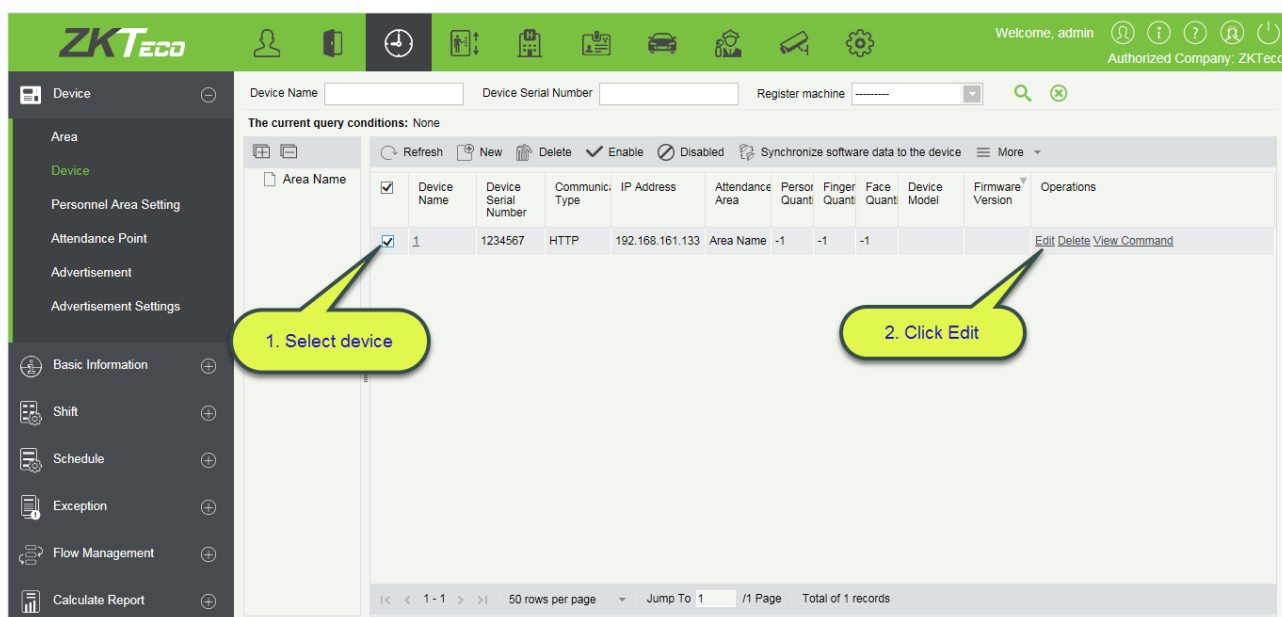 ZKTeco
Welcome, admin
Authorized Company: ZKTeco
Device
Area
Device
Personnel Area Setting
Attendance Point
Advertisement
Advertisement Settings
Basic Information
Shift
Schedule
Exception
Flow Management
Calculate Report
Device Name Device Serial Number Register machine ---------
The current query conditions: None
Refresh New Delete Enable Disabled Synchronize software data to the device More
Area Name
Device Name Device Serial Number Communica Type IP Address Attendance Area Person Quanti Finger Quanti Face Quanti Device Model Firmware Version Operations
1 1234567 HTTP 192.168.161.133 Area Name -1 -1 -1 Edit Delete View Command
1. Select device
2. Click Edit
1 - 1 50 rows per page Jump To 1 /1 Page Total of 1 records